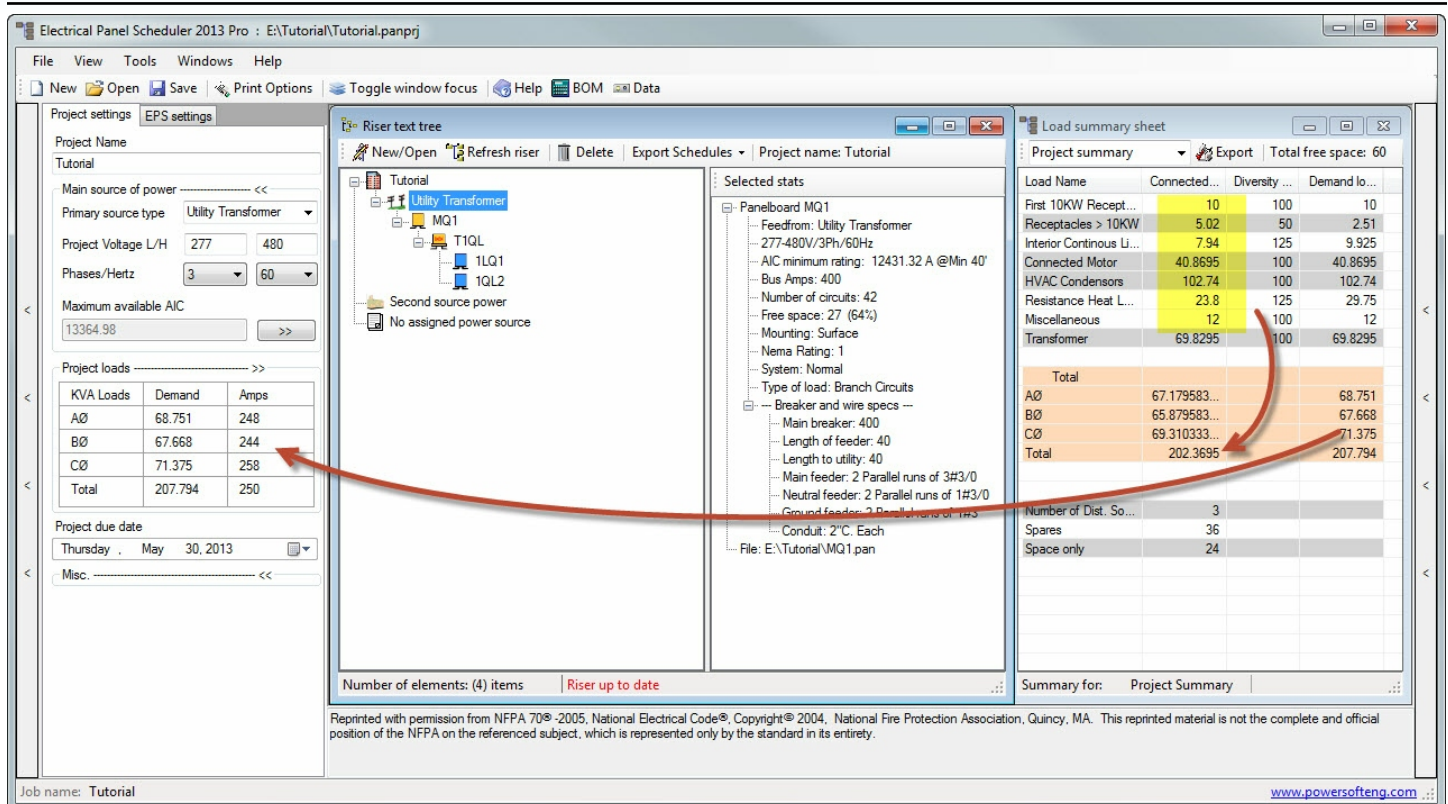 Electrical Panel Scheduler 2013 Pro : E:\Tutorial\Tutorial.panprj
File View Tools Windows Help
New Open Save Print Options Toggle window focus Help BOM Data
Project settings EPS settings
Project Name
Tutorial
Main source of power ------------------- <<
Primary source type Utility Transformer
Project Voltage L/H 277 480
Phases/Hertz 3 60
Maximum available AIC
13364.98 >>
Project loads ------------------------------- >>
KVA Loads Demand Amps
AØ 68.751 248
BØ 67.668 244
CØ 71.375 258
Total 207.794 250
Project due date
Thursday , May 30, 2013
Misc. ------------------------------------------- <<
<
<
<
<
Riser text tree
New/Open Refresh riser Delete Export Schedules Project name: Tutorial
Tutorial
Utility Transformer
MQ1
T1QL
1LQ1
1QL2
Second source power
No assigned power source
Selected stats
Panelboard MQ1
Feedfrom: Utility Transformer
277-480V/3Ph/60Hz
AIC minimum rating: 12431.32 A @Min 40'
Bus Amps: 400
Number of circuits: 42
Free space: 27 (64%)
Mounting: Surface
Nema Rating: 1
System: Normal
Type of load: Branch Circuits
--- Breaker and wire specs ---
Main breaker: 400
Length of feeder: 40
Length to utility: 40
Main feeder: 2 Parallel runs of 3#3/0
Neutral feeder: 2 Parallel runs of 1#3/0
Ground feeder: 2 Parallel runs of 1#3
Conduit: 2"C. Each
File: E:\Tutorial\MQ1.pan
Number of elements: (4) items Riser up to date
Load summary sheet
Project summary Export Total free space: 60
Load Name Connected... Diversity ... Demand lo...
First 10KW Recept... 10 100 10
Receptacles > 10KW 5.02 50 2.51
Interior Continous Li... 7.94 125 9.925
Connected Motor 40.8695 100 40.8695
HVAC Condensors 102.74 100 102.74
Resistance Heat L... 23.8 125 29.75
Miscellaneous 12 100 12
Transformer 69.8295 100 69.8295
Total
AØ 67.179583... 68.751
BØ 65.879583... 67.668
CØ 69.310333... 71.375
Total 202.3695 207.794
Number of Dist. So... 3
Spares 36
Space only 24
Summary for: Project Summary
<
<
<
<
Reprinted with permission from NFPA 70® -2005, National Electrical Code®, Copyright© 2004, National Fire Protection Association, Quincy, MA. This reprinted material is not the complete and official
position of the NFPA on the referenced subject, which is represented only by the standard in its entirety.
Job name: Tutorial www.powersofteng.com